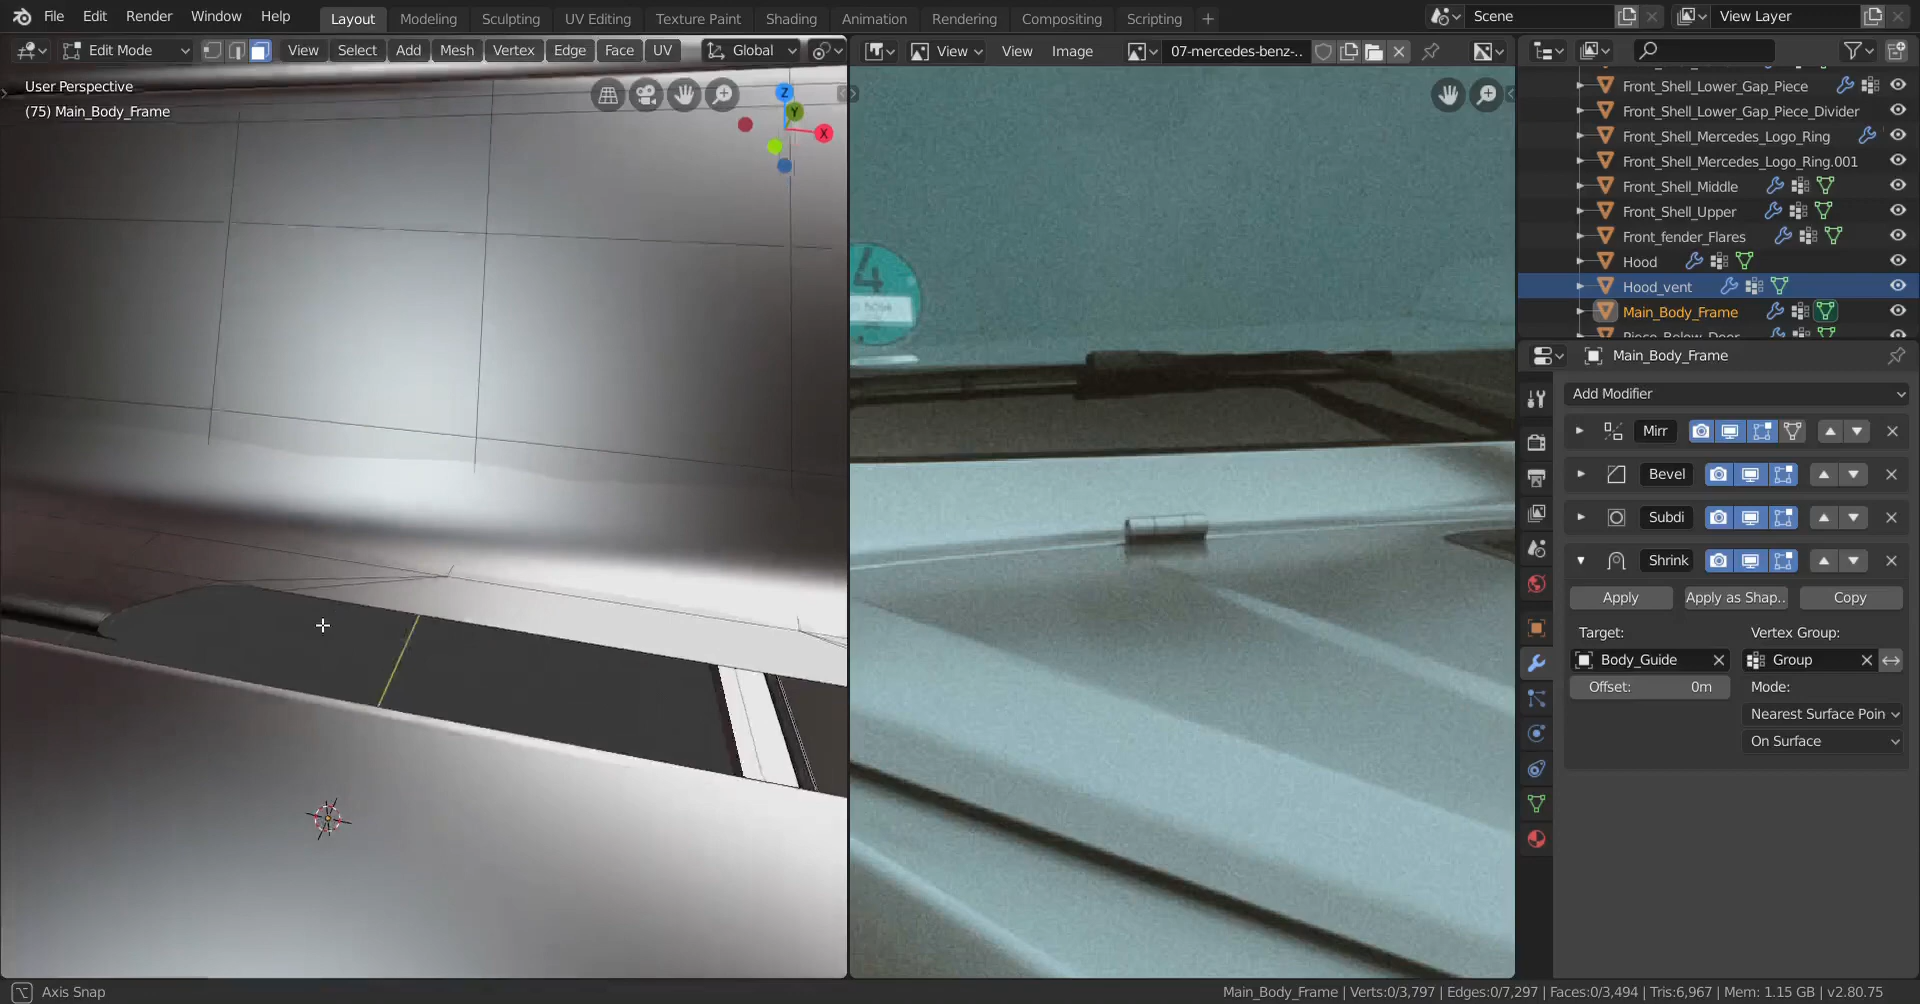 File Edit Render Window Help Layout Modeling Sculpting UV Editing Texture Paint Shading Animation Rendering Compositing Scripting + Scene View Layer
Edit Mode View Select Add Mesh Vertex Edge Face UV Global View View Image 07-mercedes-benz-..
User Perspective
(75) Main_Body_Frame
Z
Y
X
4
Front_Shell_Lower_Gap_Piece
Front_Shell_Lower_Gap_Piece_Divider
Front_Shell_Mercedes_Logo_Ring
Front_Shell_Mercedes_Logo_Ring.001
Front_Shell_Middle
Front_Shell_Upper
Front_fender_Flares
Hood
Hood_vent
Main_Body_Frame
Piece_Below_Door
Main_Body_Frame
Add Modifier
Mirr
Bevel
Subdi
Shrink
Apply Apply as Shap.. Copy
Target: Vertex Group:
Body_Guide Group
Offset: 0m Mode:
Nearest Surface Poin
On Surface
Axis Snap
Main_Body_Frame | Verts:0/3,797 | Edges:0/7,297 | Faces:0/3,494 | Tris:6,967 | Mem: 1.15 GB | v2.80.75